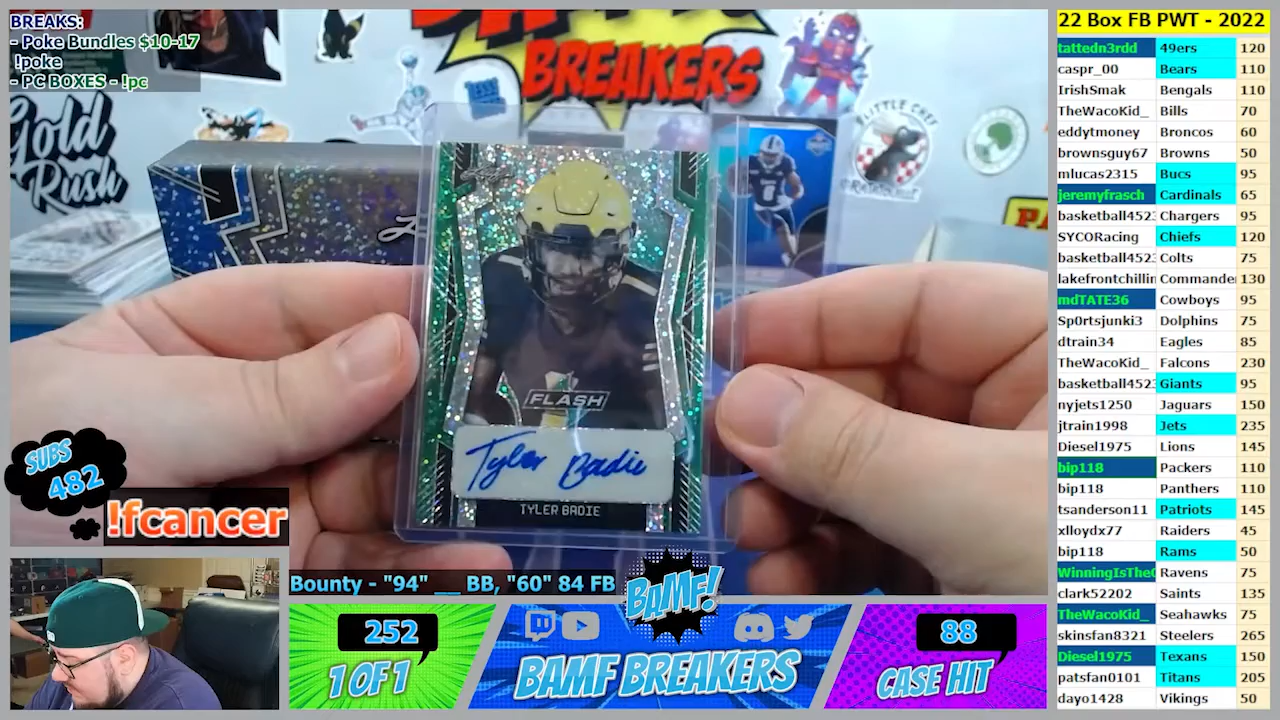 BREAKS:
- Poke Bundles $10-17
!poke
- PC BOXES - !pc
BREAKERS
Gold
Rush
LITTLE CHEF
FLASH
Tyler Badie
TYLER BADIE
SUBS
482
!fcancer
Bounty - "94" __ BB, "60" 84 FB
BAMF!
252
1 OF 1
BAMF BREAKERS
88
CASE HIT
22 Box FB PWT - 2022
tattedn3rdd 49ers 120
caspr_00 Bears 110
IrishSmak Bengals 110
TheWacoKid_ Bills 70
eddytmoney Broncos 60
brownsguy67 Browns 50
mlucas2315 Bucs 95
jeremyfrasch Cardinals 65
basketball4523 Chargers 95
SYCORacing Chiefs 120
basketball452 Colts 75
lakefrontchillin Commande 130
mdTATE36 Cowboys 95
Sp0rtsjunki3 Dolphins 75
dtrain34 Eagles 85
TheWacoKid_ Falcons 230
basketball4523 Giants 95
nyjets1250 Jaguars 150
jtrain1998 Jets 235
Diesel1975 Lions 145
bip118 Packers 110
bip118 Panthers 110
tsanderson11 Patriots 145
xlloydx77 Raiders 45
bip118 Rams 50
WinningIsTheO Ravens 75
clark52202 Saints 135
TheWacoKid_ Seahawks 75
skinsfan8321 Steelers 265
Diesel1975 Texans 150
patsfan0101 Titans 205
dayo1428 Vikings 50